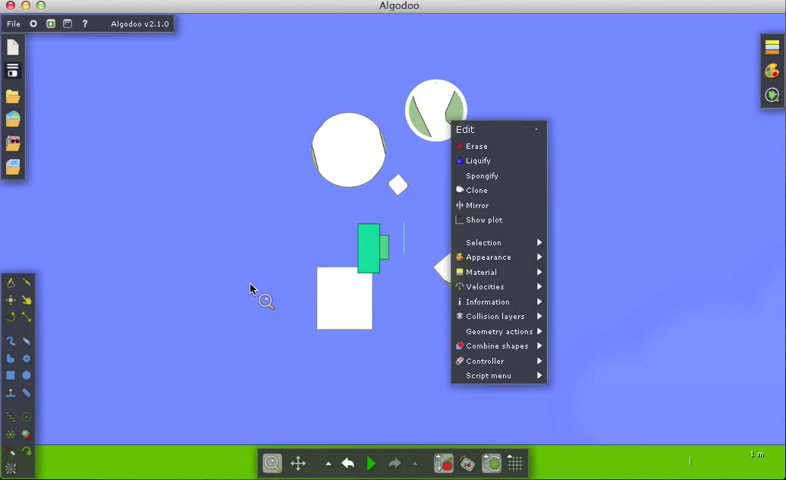 Algodoo
File ? Algodoo v2.1.0
Edit
Erase
Liquify
Spongify
Clone
Mirror
Show plot
Selection
Appearance
Material
Velocities
Information
Collision layers
Geometry actions
Combine shapes
Controller
Script menu
1 m